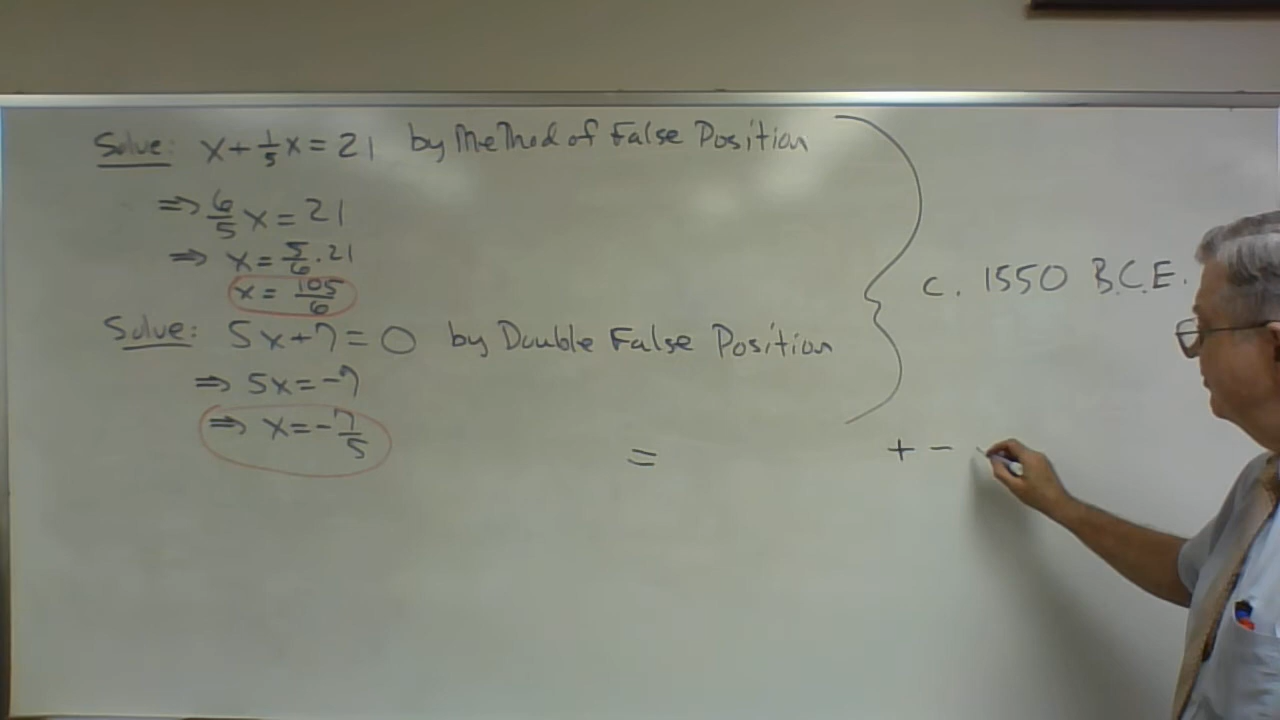 Solve: x + 1/5 x = 21 by Method of False Position
⇒ 6/5 x = 21
⇒ x = 5/6 · 21
x = 105/6
c. 1550 B.C.E.
Solve: 5x + 7 = 0 by Double False Position
⇒ 5x = -7
⇒ x = -7/5
= + -